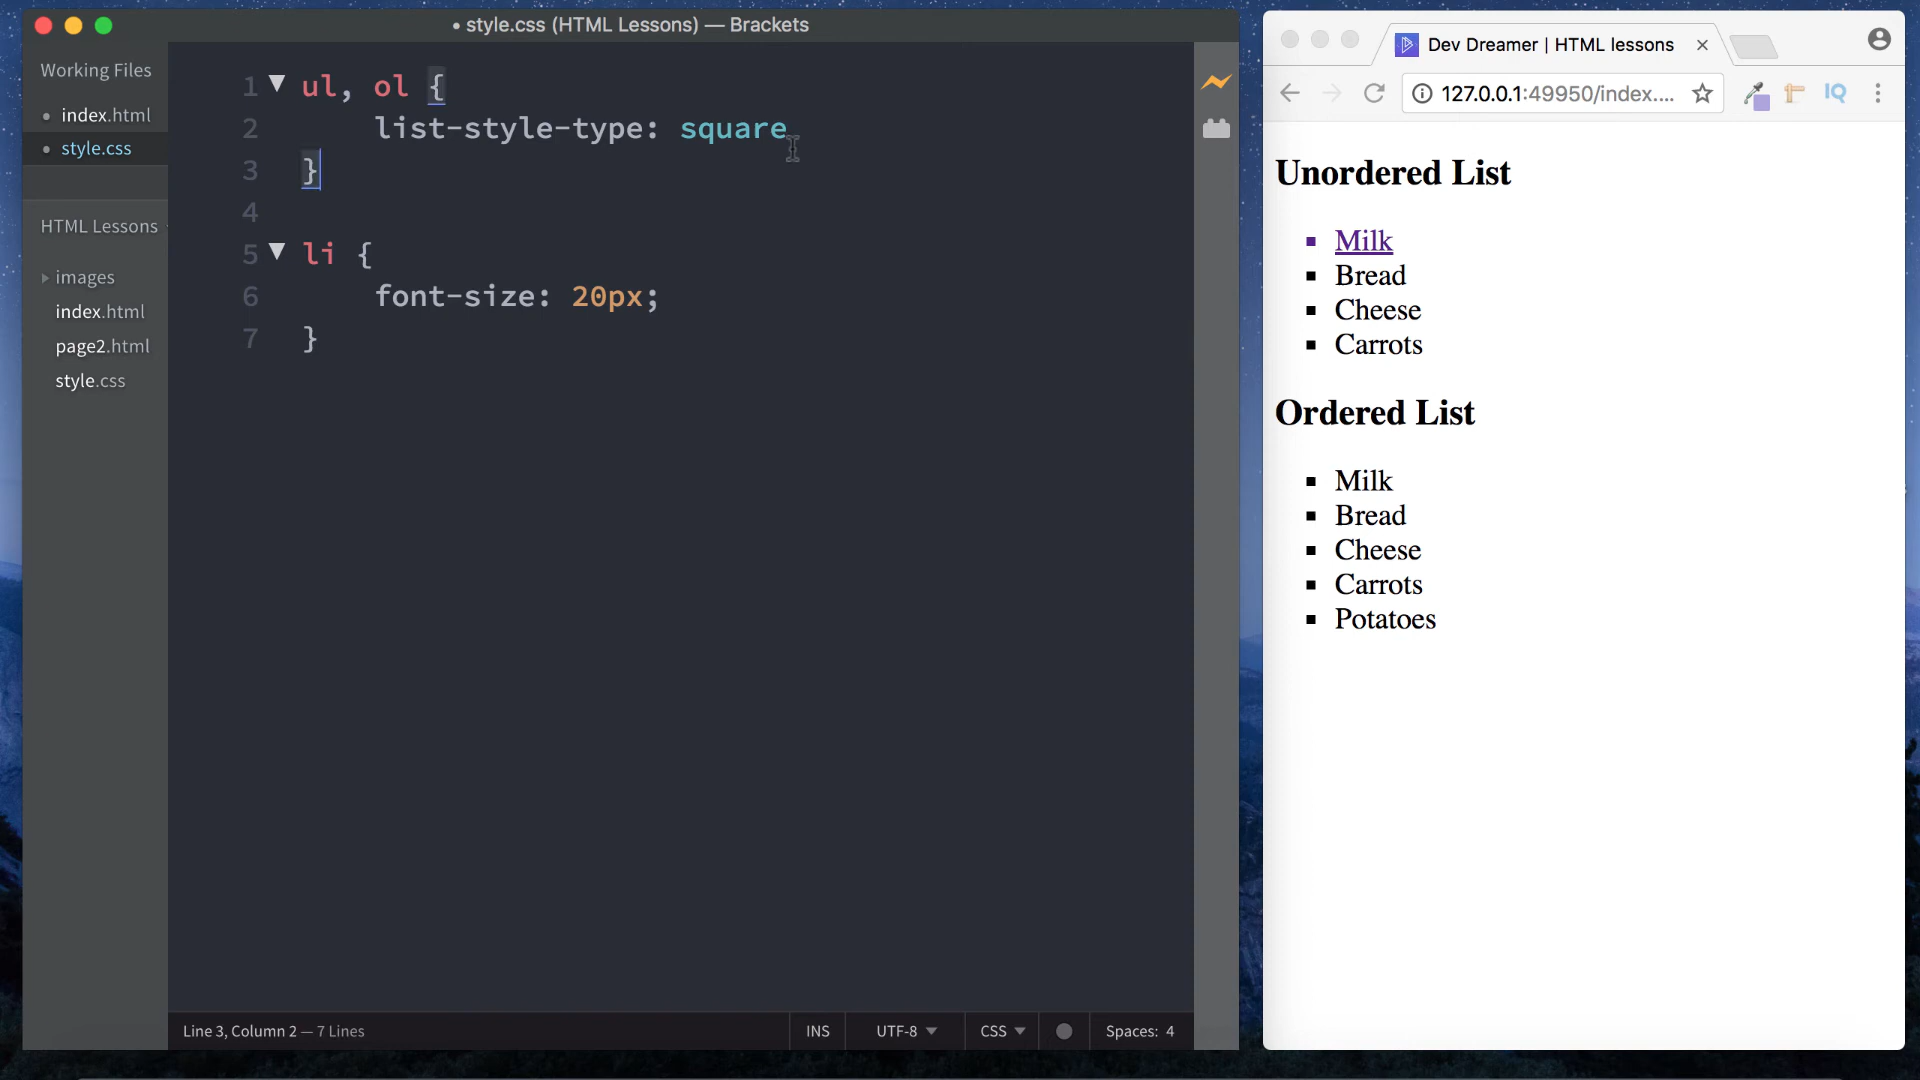 • style.css (HTML Lessons) — Brackets
Working Files
index.html
style.css
HTML Lessons
images
index.html
page2.html
style.css
1 ul, ol {
2 list-style-type: square
3 }
4
5 li {
6 font-size: 20px;
7 }
Line 3, Column 2 — 7 Lines
INS
UTF-8
CSS
Spaces: 4
Dev Dreamer | HTML lessons
127.0.0.1:49950/index....
IQ
Unordered List
Milk
Bread
Cheese
Carrots
Ordered List
Milk
Bread
Cheese
Carrots
Potatoes